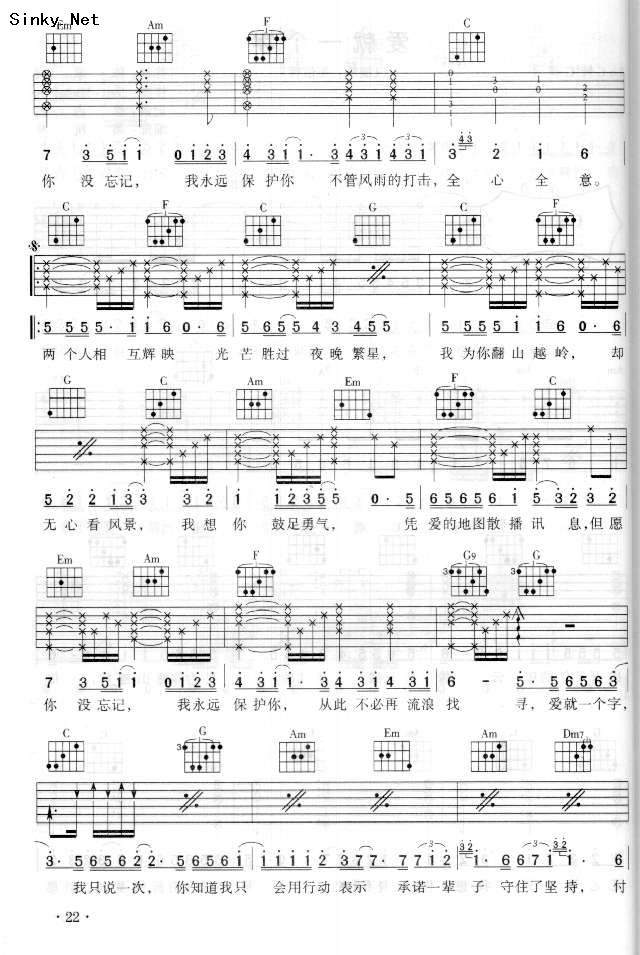 Sinky Net
Em Am F C
7 3 5 1 1 0 1 2 3 4 3 1 1· 3 4 3 1 4 3 1 3 2 1 6
你 没 忘记， 我永远 保 护你 不管风雨的打击，全 心 全 意。
C F C G C F
5 5 5 5· 1 1 6 0· 6 5 6 5 5 4 3 4 5 5 5 5 5 5 1 1 6 0· 6
两 个 人相 互辉映 光 芒 胜过 夜晚 繁星， 我 为你 翻山 越岭， 却
G C Am Em F C
5 2 2 1 3 3 3· 2 1 1 2 3 5 5 0· 5 6 5 6 5 6 1 5 3 2 3 2
无心看风景， 我 想 你 鼓足勇气， 凭 爱的地图散 播 讯 息，但愿
Em Am F G9 G
7 3 5 1 1 0 1 2 3 4 3 1 1· 3 4 3 1 4 3 1 6 - 5· 5 6 5 6 3
你 没 忘记， 我永远 保护你， 从此 不必再 流浪 找 寻，爱就一个字，
C G Am Em Am Dm7
3· 5 6 5 6 2 2· 5 6 5 6 1 1 1 1 1 2 3 7 7· 7 7 1 2 1· 6 6 7 1 1· 6
我只说一次， 你知道我只 会用行动 表示 承诺一辈 子 守住了坚持， 付
· 22 ·